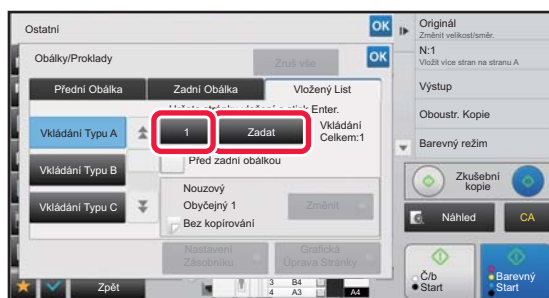 Ostatní
OK
Obálky/Proklady
Zruš vše
OK
Přední Obálka
Zadní Obálka
Vložený List
Enter.
Vkládání Typu A
1
Zadat
Vkládání
Celkem:1
Vkládání Typu B
Před zadní obálkou
Vkládání Typu C
Nouzový
Obyčejný 1
Změnit
Bez kopírování
Nastavení
Zásobníku
Grafická
Úprava Stránky
Zpět
3 B4
4 A3
A4
Originál
Změnit velikost/směr.
N:1
Vložit více stran na stranu A
Výstup
Oboustr. Kopie
Barevný režim
Zkušební
kopie
Náhled
CA
Č/b
Start
Barevný
Start